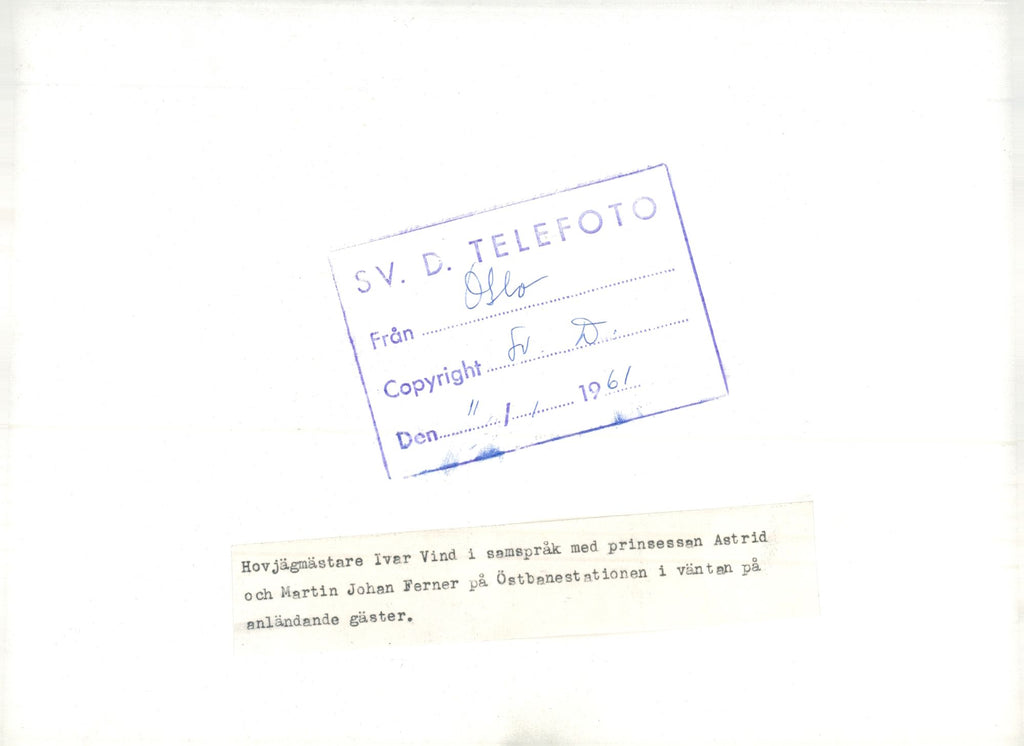 SV. D. TELEFOTO
Från Oslo
Copyright Sv. D.
Den 11/1 1961
Hovjägmästare Ivar Vind i samspråk med prinsessan Astrid
och Martin Johan Ferner på Östbanestationen i väntan på
anländande gäster.